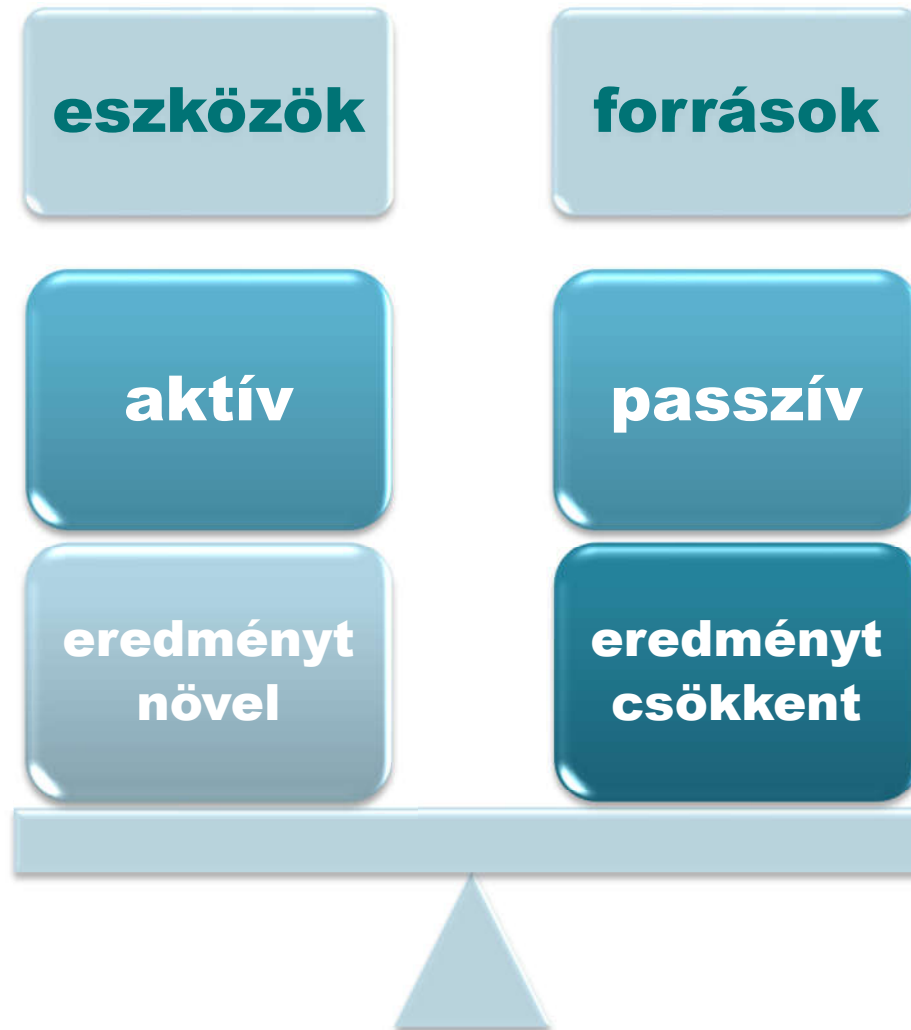 eszközök
források
aktív
passzív
eredményt
növel
eredményt
csökkent